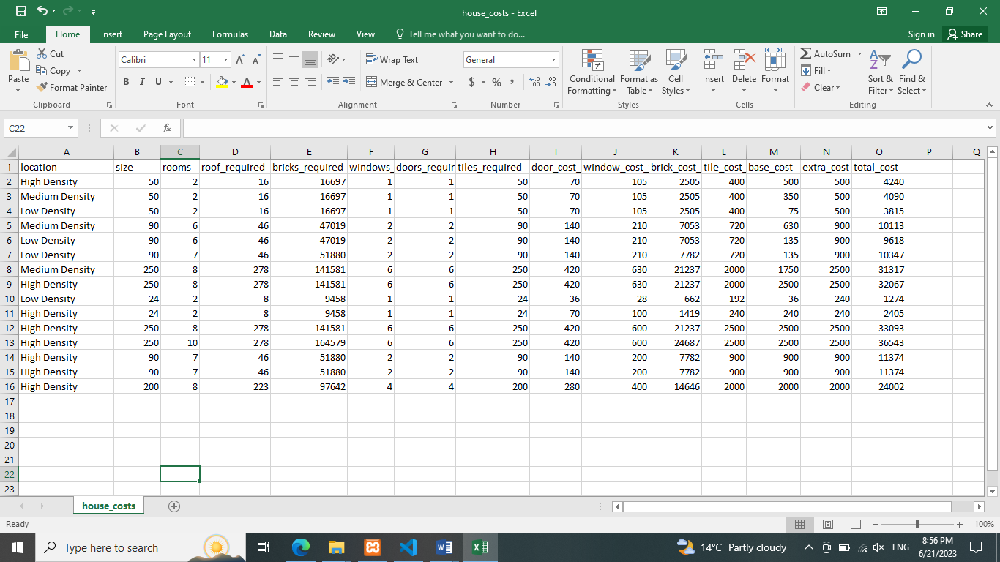 house_costs - Excel
File Home Insert Page Layout Formulas Data Review View Tell me what you want to do... Sign in Share
Paste Cut Copy Format Painter Clipboard
Calibri 11 B I U Font
Wrap Text Merge & Center Alignment
General $ % , Number
Conditional Formatting Format as Table Cell Styles Styles
Insert Delete Format Cells
AutoSum Fill Clear Sort & Filter Find & Select Editing
C22 fx
A B C D E F G H I J K L M N O P Q
1 location size rooms roof_required bricks_required windows_ doors_requir tiles_required door_cost_ window_cost_ brick_cost_ tile_cost_ base_cost extra_cost total_cost
2 High Density 50 2 16 16697 1 1 50 70 105 2505 400 500 500 4240
3 Medium Density 50 2 16 16697 1 1 50 70 105 2505 400 350 500 4090
4 Low Density 50 2 16 16697 1 1 50 70 105 2505 400 75 500 3815
5 Medium Density 90 6 46 47019 2 2 90 140 210 7053 720 630 900 10113
6 Low Density 90 6 46 47019 2 2 90 140 210 7053 720 135 900 9618
7 Low Density 90 7 46 51880 2 2 90 140 210 7782 720 135 900 10347
8 Medium Density 250 8 278 141581 6 6 250 420 630 21237 2000 1750 2500 31317
9 High Density 250 8 278 141581 6 6 250 420 630 21237 2000 2500 2500 32067
10 Low Density 24 2 8 9458 1 1 24 36 28 662 192 36 240 1274
11 High Density 24 2 8 9458 1 1 24 70 100 1419 240 240 240 2405
12 High Density 250 8 278 141581 6 6 250 420 600 21237 2500 2500 2500 33093
13 High Density 250 10 278 164579 6 6 250 420 600 24687 2500 2500 2500 36543
14 High Density 90 7 46 51880 2 2 90 140 200 7782 900 900 900 11374
15 High Density 90 7 46 51880 2 2 90 140 200 7782 900 900 900 11374
16 High Density 200 8 223 97642 4 4 200 280 400 14646 2000 2000 2000 24002
17
18
19
20
21
22
23
house_costs
Ready 100%
Type here to search 14°C Partly cloudy ENG 8:56 PM
6/21/2023